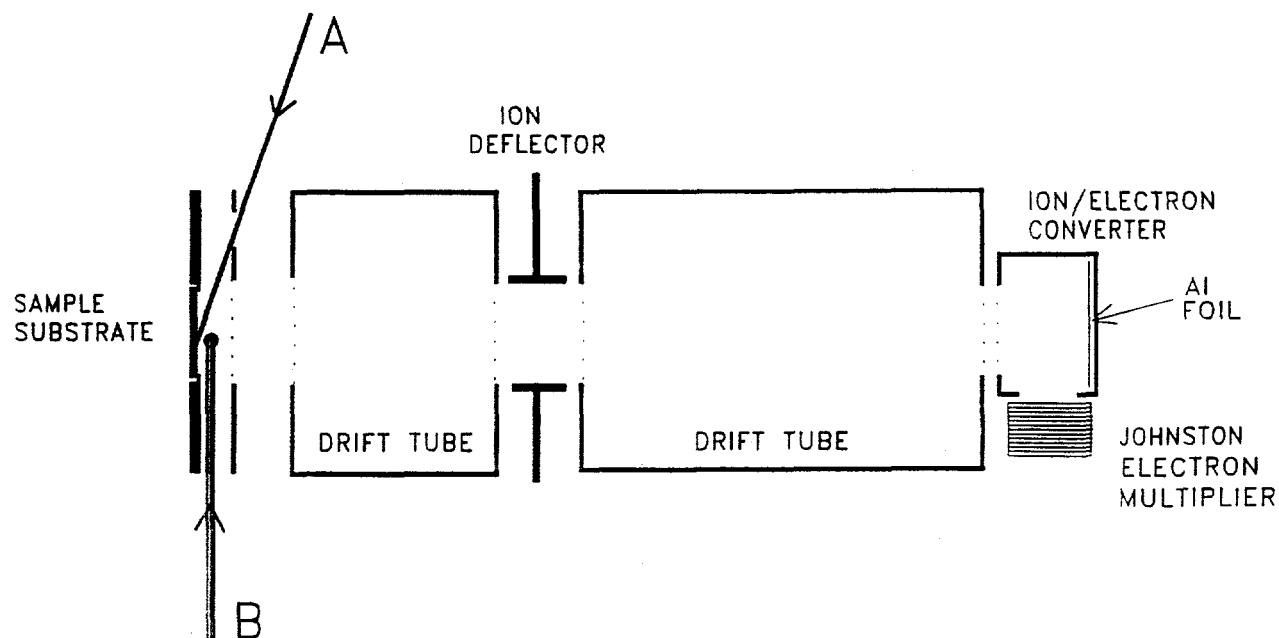 A
ION
DEFLECTOR
ION/ELECTRON
CONVERTER
SAMPLE
SUBSTRATE
Al
FOIL
DRIFT TUBE
DRIFT TUBE
JOHNSTON
ELECTRON
MULTIPLIER
B